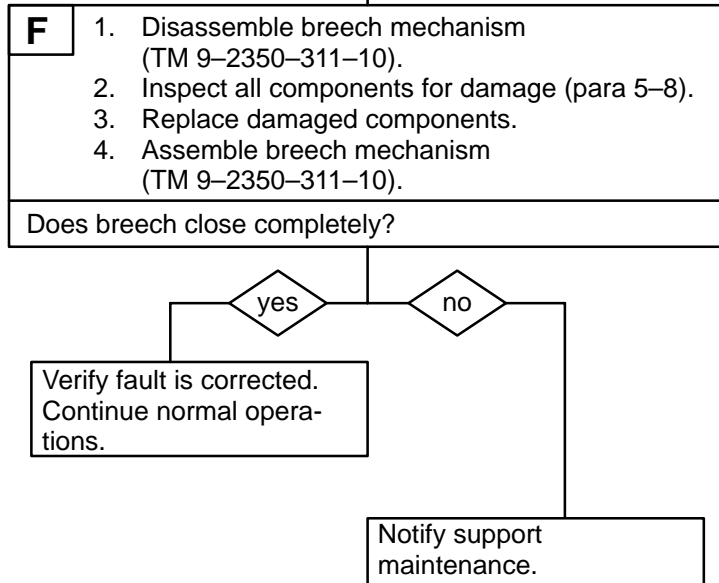 F
1. Disassemble breech mechanism
(TM 9–2350–311–10).
2. Inspect all components for damage (para 5–8).
3. Replace damaged components.
4. Assemble breech mechanism
(TM 9–2350–311–10).
Does breech close completely?
yes
no
Verify fault is corrected.
Continue normal opera-
tions.
Notify support
maintenance.